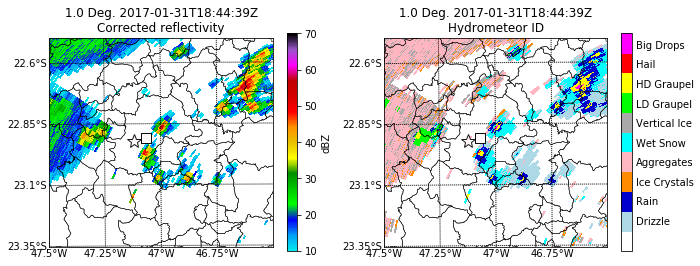 1.0 Deg. 2017-01-31T18:44:39Z
Corrected reflectivity
22.6°S
22.85°S
23.1°S
23.35°S
47.5°W
47.25°W
47°W
46.75°W
70
60
50
40
30
20
10
dBZ
1.0 Deg. 2017-01-31T18:44:39Z
Hydrometeor ID
22.6°S
22.85°S
23.1°S
23.35°S
47.5°W
47.25°W
47°W
46.75°W
Big Drops
Hail
HD Graupel
LD Graupel
Vertical Ice
Wet Snow
Aggregates
Ice Crystals
Rain
Drizzle